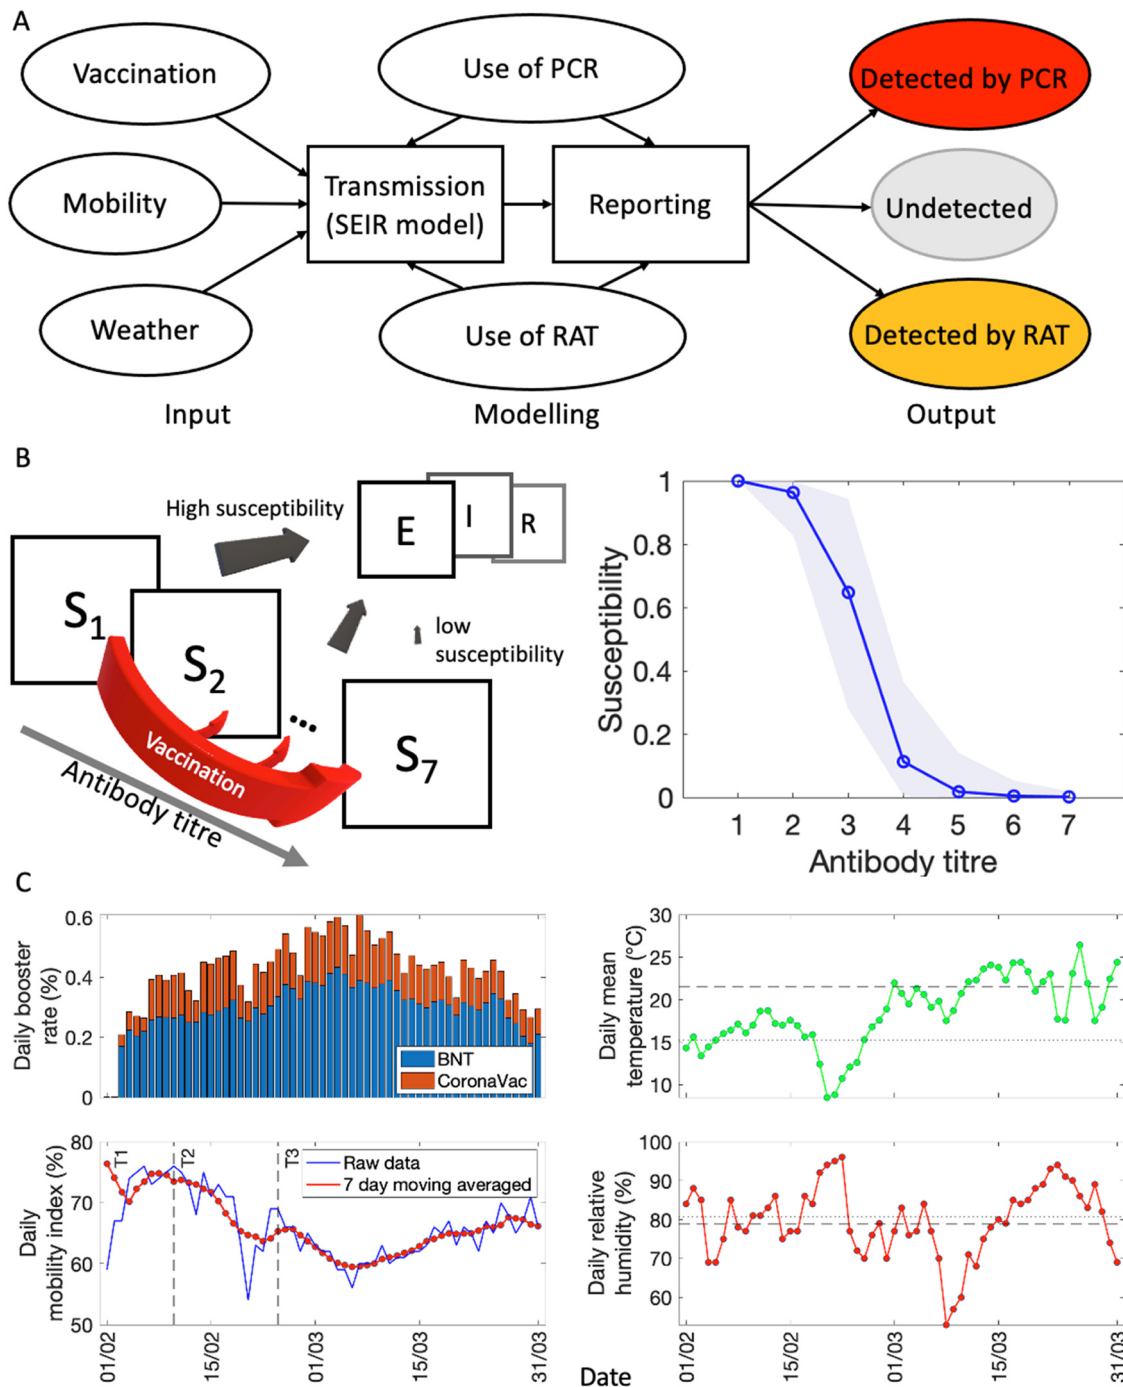 A
Vaccination
Use of PCR
Detected by PCR
Mobility
Transmission
(SEIR model)
Reporting
Undetected
Weather
Use of RAT
Detected by RAT
Input
Modelling
Output
B
High susceptibility
E
I
R
S1
S2
...
S7
low
susceptibility
Vaccination
Antibody titre
Susceptibility
1
0.8
0.6
0.4
0.2
0
1 2 3 4 5 6 7
Antibody titre
C
Daily booster
rate (%)
0.6
0.4
0.2
0
BNT
CoronaVac
Daily mean
temperature (°C)
30
25
20
15
10
Daily
mobility index (%)
80
70
60
50
T1
T2
T3
Raw data
7 day moving averaged
01/02
15/02
01/03
15/03
31/03
Daily relative
humidity (%)
100
90
80
70
60
01/02
15/02
01/03
15/03
31/03
Date